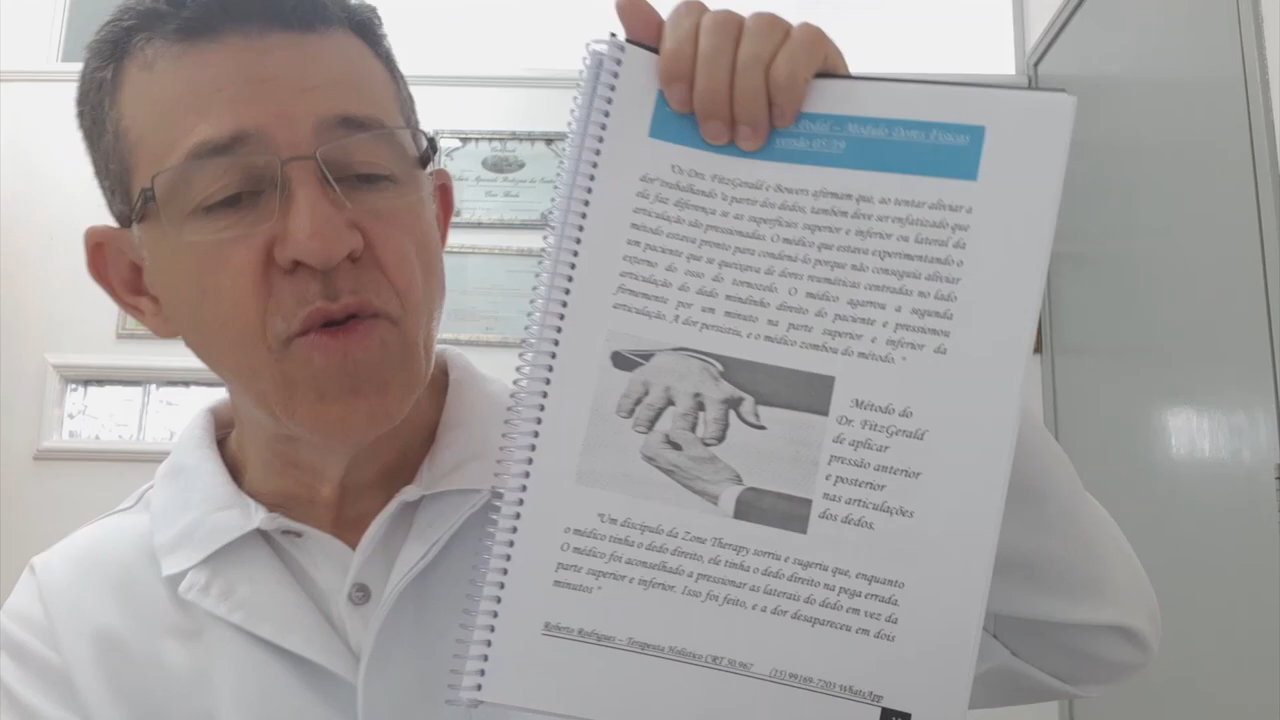 Podal – Módulo Dores Físicas
versão 05/19
"Os Drs. FitzGerald e Bowers afirmam que, ao tentar aliviar a
dor" trabalhando "a partir dos dedos, também deve ser enfatizado que
ela faz diferença se as superfícies superior e inferior ou lateral da
articulação são pressionadas. O médico que estava experimentando o
método estava pronto para condená-lo porque não conseguia aliviar
um paciente que se queixava de dores reumáticas centradas no lado
externo do osso do tornozelo. O médico agarrou a segunda
articulação do dedo mindinho direito do paciente e pressionou
firmemente por um minuto na parte superior e inferior da
articulação. A dor persistiu, e o médico zombou do método. "
Método do
Dr. FitzGerald
de aplicar
pressão anterior
e posterior
nas articulações
dos dedos.
"Um discípulo da Zone Therapy sorriu e sugeriu que, enquanto
o médico tinha o dedo direito, ele tinha o dedo direito na pega errada.
O médico foi aconselhado a pressionar as laterais do dedo em vez da
parte superior e inferior. Isso foi feito, e a dor desapareceu em dois
minutos "
Roberto Rodrigues – Terapeuta Holístico CRT 50.967 (15) 99169-7203 WhatsApp